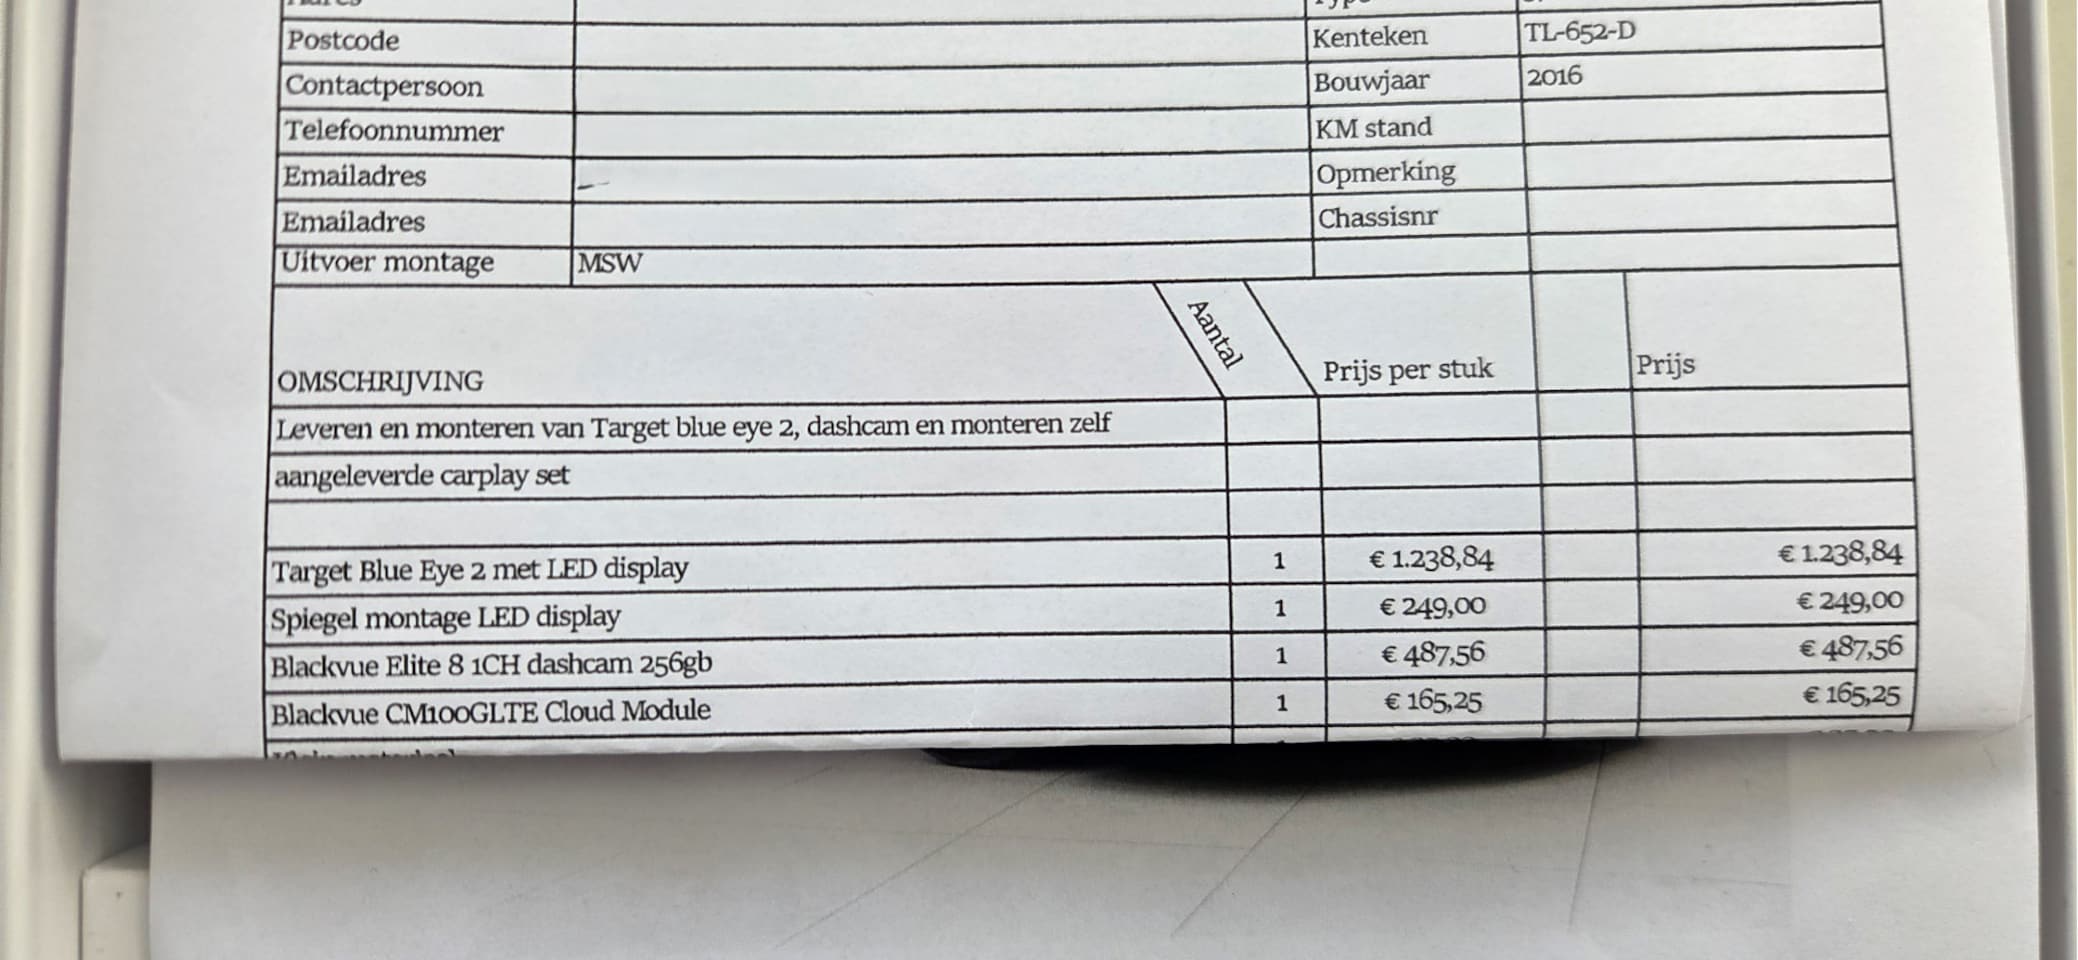 Postcode Kenteken TL-652-D
Contactpersoon Bouwjaar 2016
Telefoonnummer KM stand
Emailadres Opmerking
Emailadres Chassisnr
Uitvoer montage MSW
OMSCHRIJVING Aantal Prijs per stuk Prijs
Leveren en monteren van Target blue eye 2, dashcam en monteren zelf
aangeleverde carplay set
Target Blue Eye 2 met LED display 1 € 1.238,84 € 1.238,84
Spiegel montage LED display 1 € 249,00 € 249,00
Blackvue Elite 8 1CH dashcam 256gb 1 € 487,56 € 487,56
Blackvue CM100GLTE Cloud Module 1 € 165,25 € 165,25